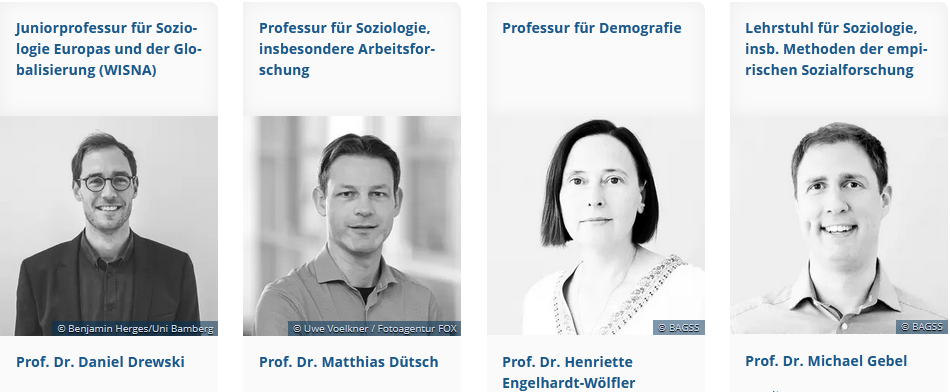 Juniorprofessur für Sozio-
logie Europas und der Glo-
balisierung (WISNA)
© Benjamin Herges/Uni Bamberg
Prof. Dr. Daniel Drewski
Professur für Soziologie,
insbesondere Arbeitsfor-
schung
© Uwe Voelkner / Fotoagentur FOX
Prof. Dr. Matthias Dütsch
Professur für Demografie
© BAGSS
Prof. Dr. Henriette
Engelhardt-Wölfler
Lehrstuhl für Soziologie,
insb. Methoden der empi-
rischen Sozialforschung
© BAGSS
Prof. Dr. Michael Gebel